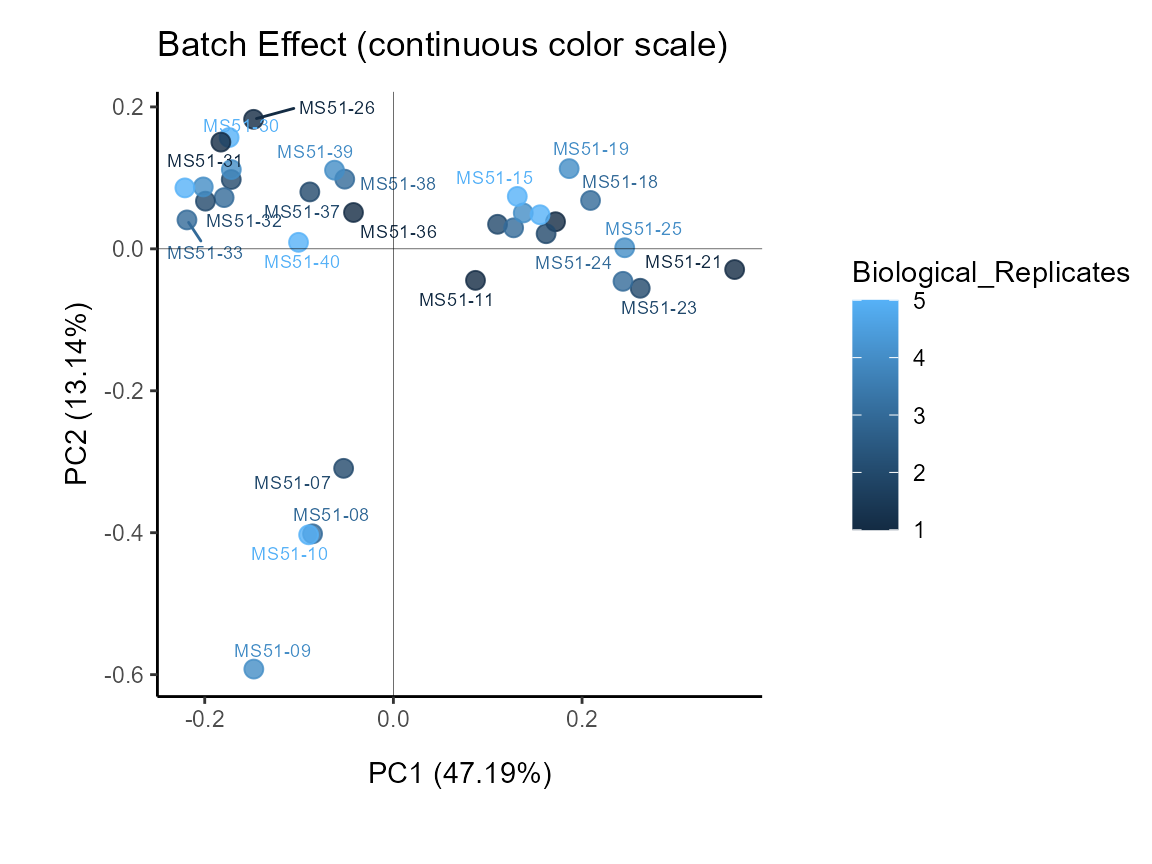 Batch Effect (continuous color scale)
0.2
0.0
-0.2
-0.4
-0.6
PC2 (13.14%)
MS51-26
MS51-30
MS51-39
MS51-31
MS51-38
MS51-37
MS51-32
MS51-36
MS51-33
MS51-40
MS51-19
MS51-15
MS51-18
MS51-25
MS51-24
MS51-21
MS51-11
MS51-23
MS51-07
MS51-08
MS51-10
MS51-09
-0.2
0.0
0.2
PC1 (47.19%)
Biological_Replicates
5
4
3
2
1